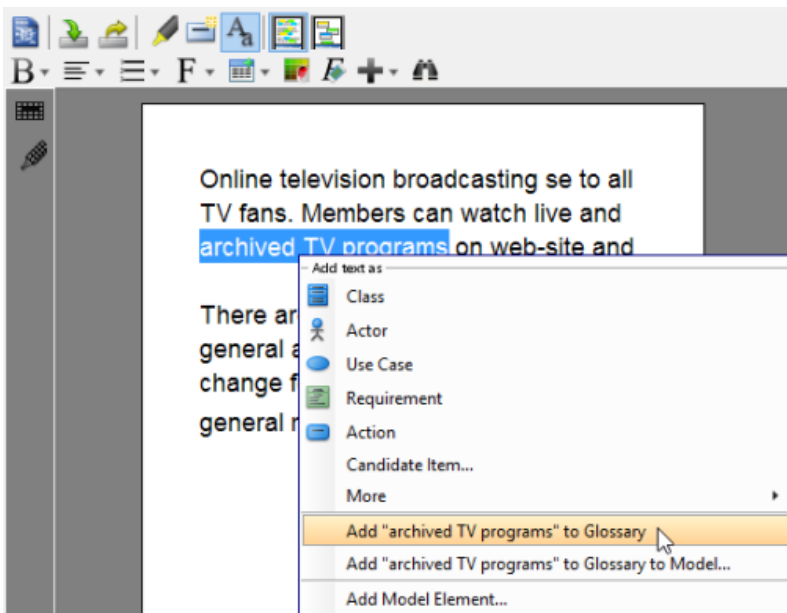 B F F
Online television broadcasting se to all
TV fans. Members can watch live and
archived TV programs on web-site and
There ar
general a
change f
general r
Add text as
Class
Actor
Use Case
Requirement
Action
Candidate Item...
More
Add "archived TV programs" to Glossary
Add "archived TV programs" to Glossary to Model...
Add Model Element...